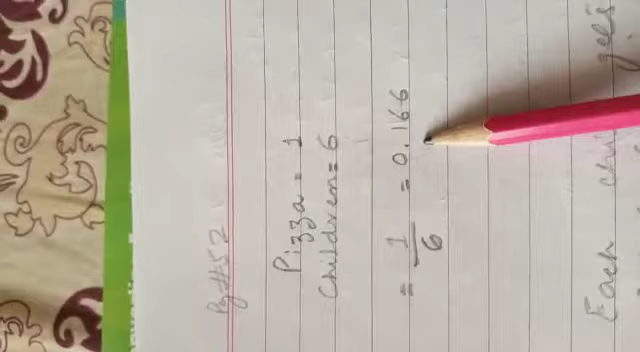 Pg#52
Pizza = 1
Children = 6
= 1/6 = 0.166
Each